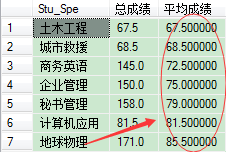 Stu_Spe 总成绩 平均成绩
1 土木工程 67.5 67.500000
2 城市救援 68.5 68.500000
3 商务英语 145.0 72.500000
4 企业管理 150.0 75.000000
5 秘书管理 158.0 79.000000
6 计算机应用 81.5 81.500000
7 地球物理 171.0 85.500000